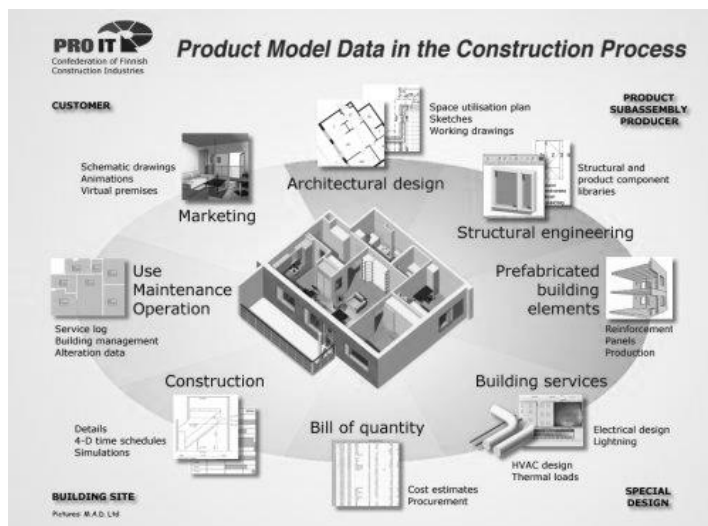 PRO IT
Confederation of Finnish
Construction Industries
Product Model Data in the Construction Process
CUSTOMER
PRODUCT
SUBASSEMBLY
PRODUCER
Space utilisation plan
Sketches
Working drawings
Architectural design
Schematic drawings
Animations
Virtual premises
Marketing
Structural and
product component
libraries
Structural engineering
Use
Maintenance
Operation
Service log
Building management
Alteration data
Prefabricated
building
elements
Reinforcement
Panels
Production
Construction
Details
4-D time schedules
Simulations
Bill of quantity
Cost estimates
Procurement
Building services
Electrical design
Lightning
HVAC design
Thermal loads
BUILDING SITE
Pictures: M.A.D. Ltd
SPECIAL
DESIGN